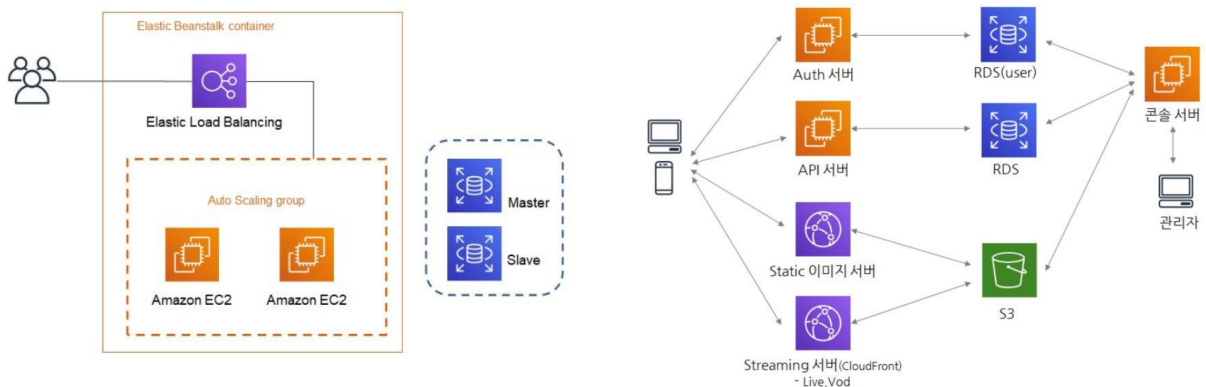 Elastic Beanstalk container
Elastic Load Balancing
Auto Scaling group
Amazon EC2
Amazon EC2
Master
Slave
Auth 서버
RDS(user)
콘솔 서버
API 서버
RDS
관리자
Static 이미지 서버
S3
Streaming 서버(CloudFront)
- Live,Vod